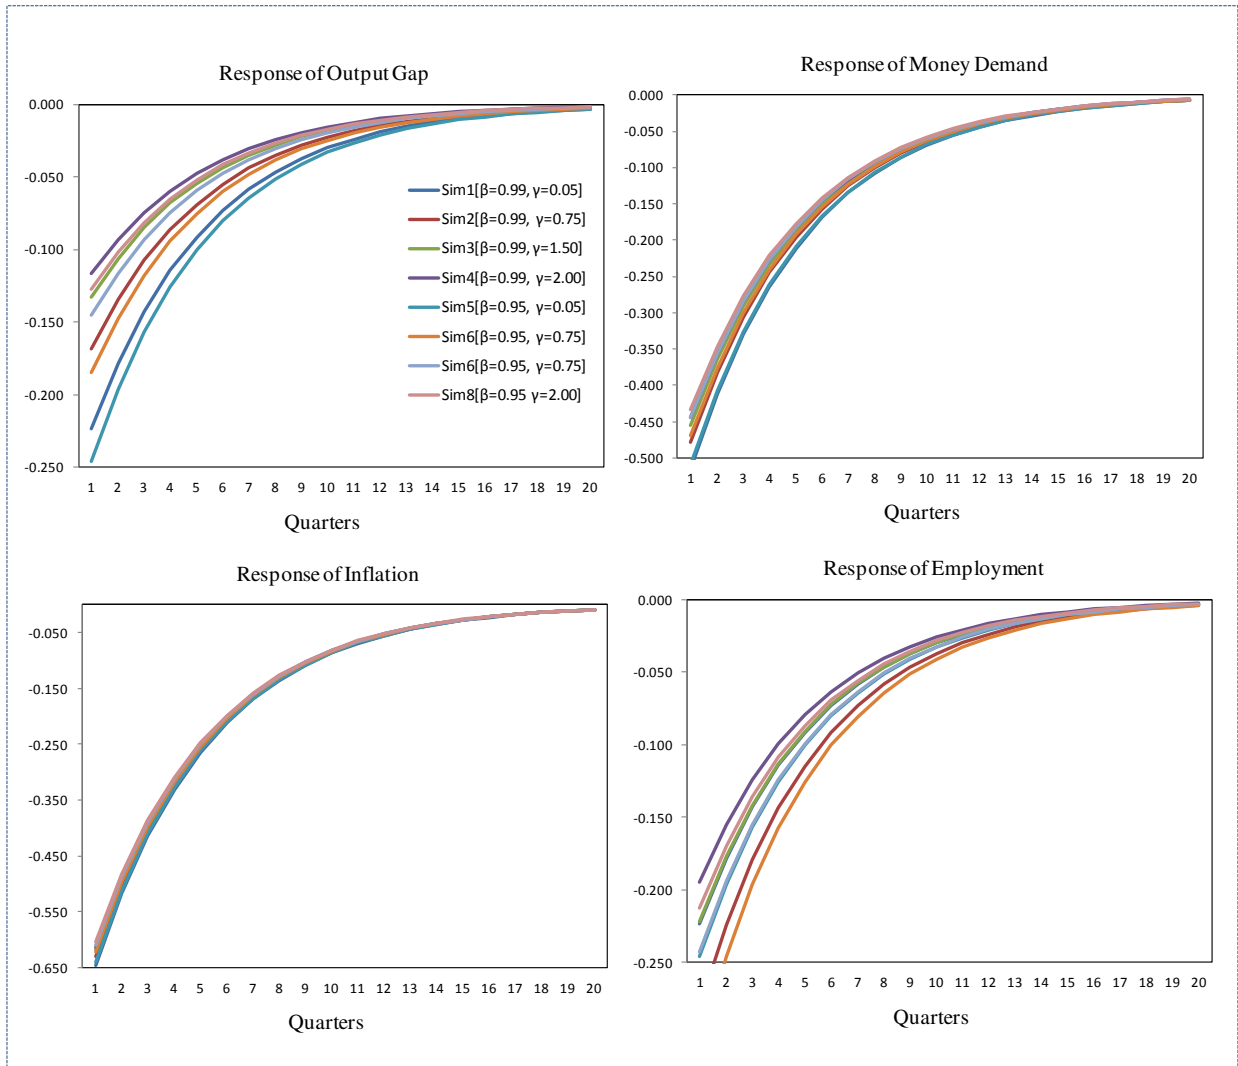 Response of Output Gap
0.000
-0.050
-0.100
-0.150
-0.200
-0.250
Sim1[β=0.99, γ=0.05]
Sim2[β=0.99, γ=0.75]
Sim3[β=0.99, γ=1.50]
Sim4[β=0.99, γ=2.00]
Sim5[β=0.95, γ=0.05]
Sim6[β=0.95, γ=0.75]
Sim6[β=0.95, γ=0.75]
Sim8[β=0.95 γ=2.00]
1 2 3 4 5 6 7 8 9 10 11 12 13 14 15 16 17 18 19 20
Quarters
Response of Money Demand
0.000
-0.050
-0.100
-0.150
-0.200
-0.250
-0.300
-0.350
-0.400
-0.450
-0.500
1 2 3 4 5 6 7 8 9 10 11 12 13 14 15 16 17 18 19 20
Quarters
Response of Inflation
-0.050
-0.150
-0.250
-0.350
-0.450
-0.550
-0.650
1 2 3 4 5 6 7 8 9 10 11 12 13 14 15 16 17 18 19 20
Quarters
Response of Employment
0.000
-0.050
-0.100
-0.150
-0.200
-0.250
1 2 3 4 5 6 7 8 9 10 11 12 13 14 15 16 17 18 19 20
Quarters